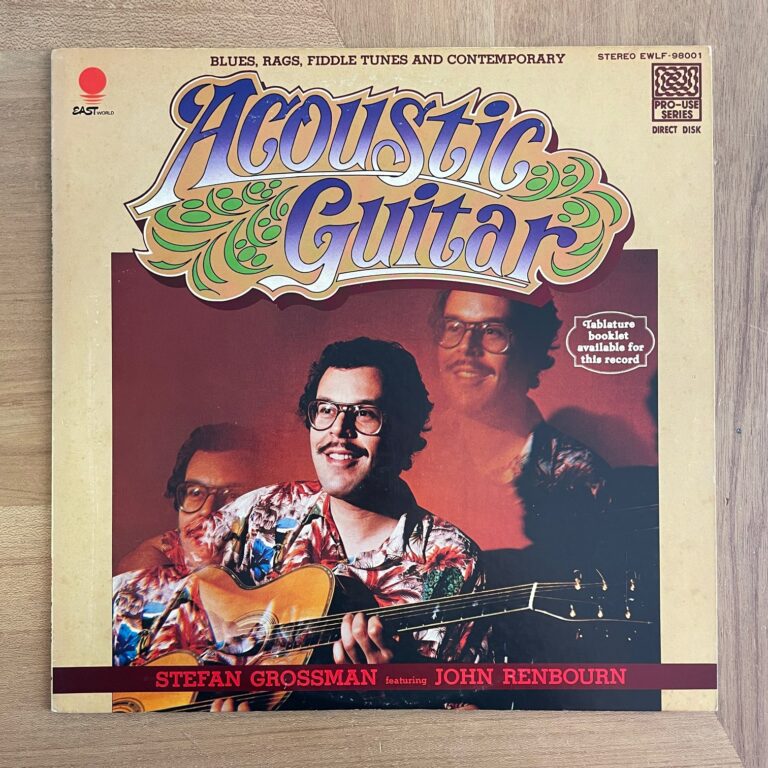 BLUES, RAGS, FIDDLE TUNES AND CONTEMPORARY
STEREO EWLF-98001
EAST WORLD
PRO-USE
SERIES
DIRECT DISK
Acoustic
Guitar
Tablature
booklet
available for
this record
STEFAN GROSSMAN featuring JOHN RENBOURN